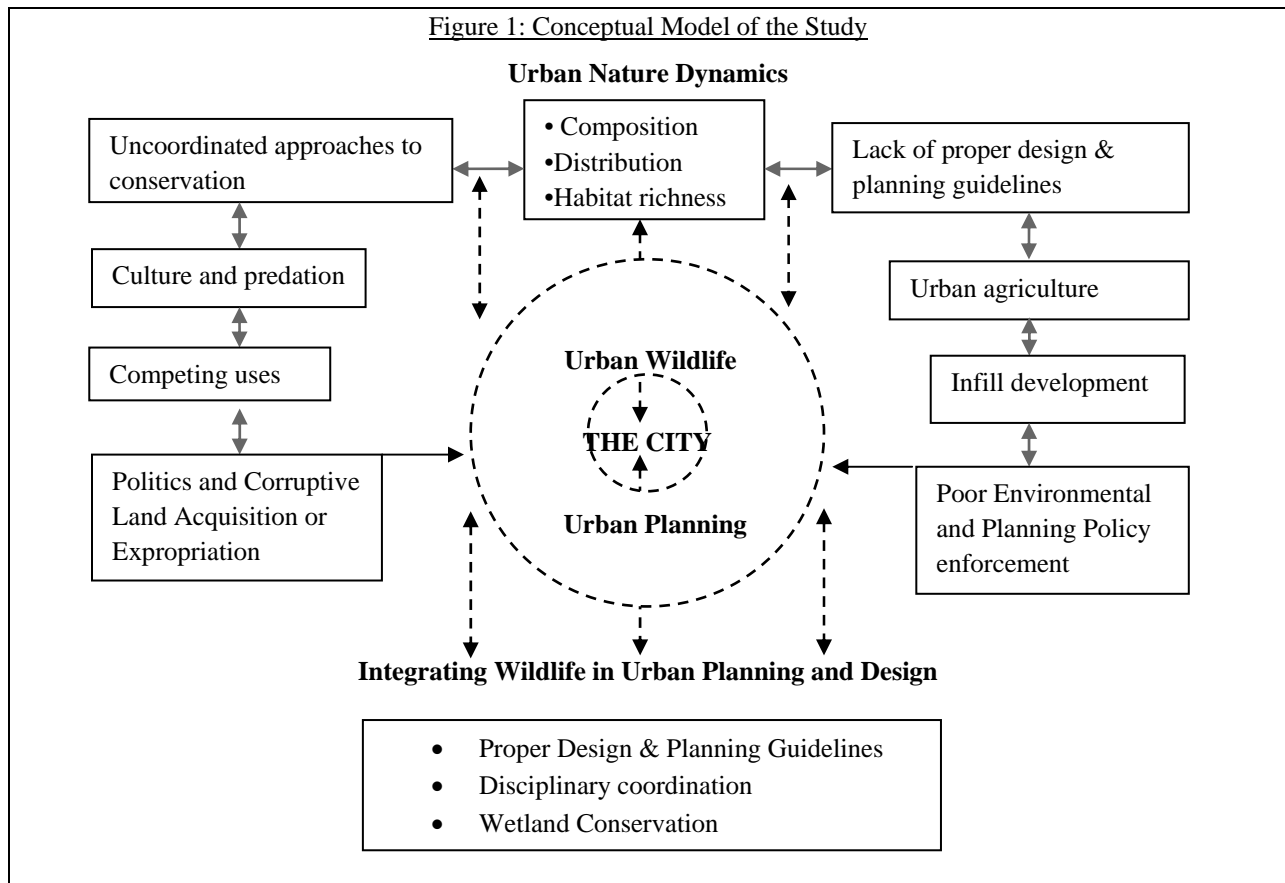 Figure 1: Conceptual Model of the Study
Urban Nature Dynamics
Uncoordinated approaches to
conservation
• Composition
•Distribution
•Habitat richness
Lack of proper design &
planning guidelines
Culture and predation
Urban agriculture
Competing uses
Infill development
Politics and Corruptive
Land Acquisition or
Expropriation
Urban Wildlife
THE CITY
Urban Planning
Poor Environmental
and Planning Policy
enforcement
Integrating Wildlife in Urban Planning and Design
• Proper Design & Planning Guidelines
• Disciplinary coordination
• Wetland Conservation